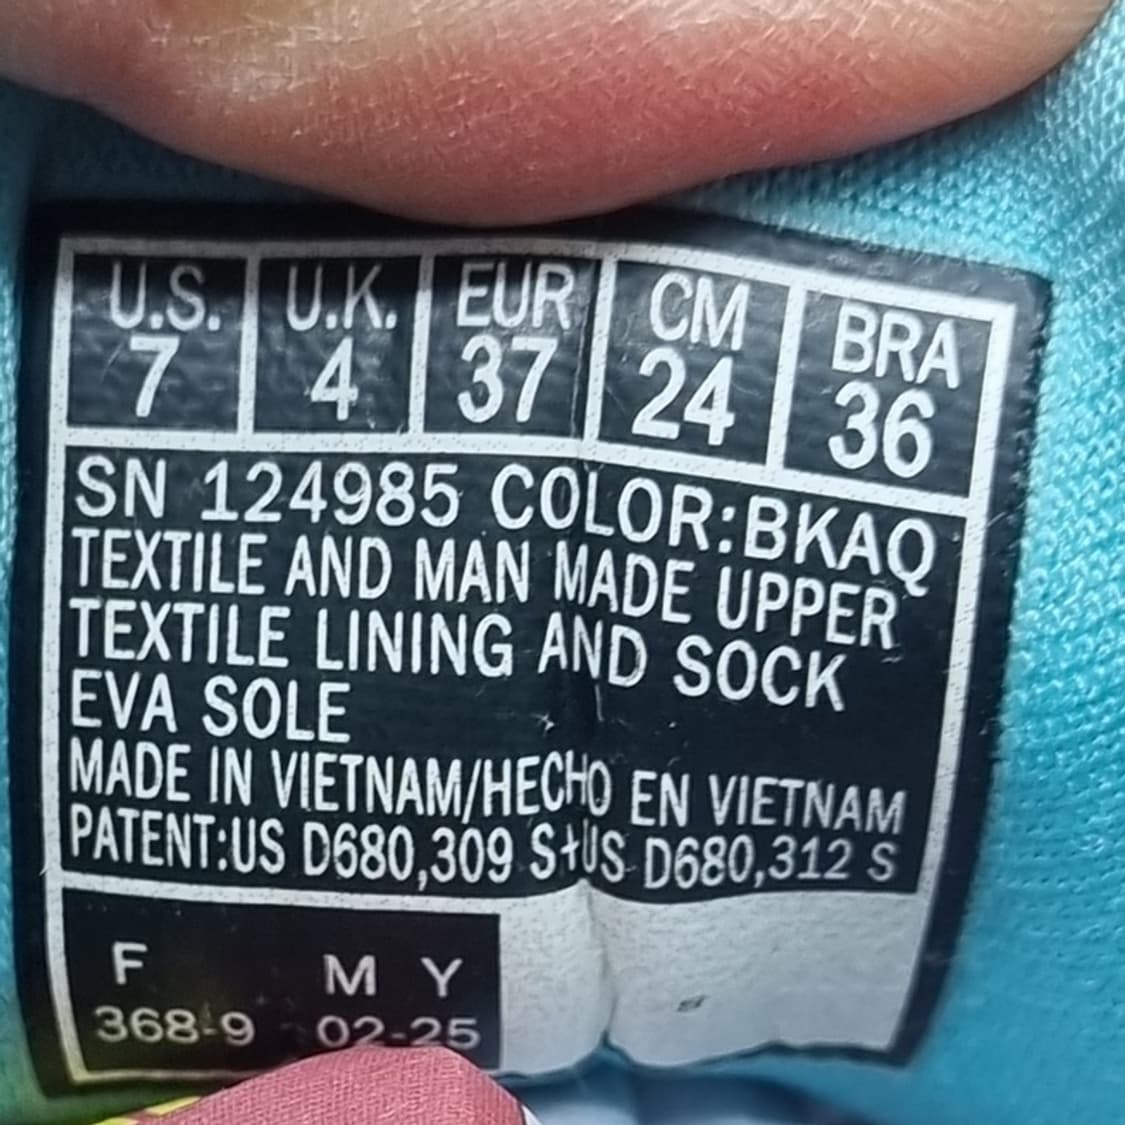 U.S. U.K. EUR CM BRA
7 4 37 24 36
SN 124985 COLOR:BKAQ
TEXTILE AND MAN MADE UPPER
TEXTILE LINING AND SOCK
EVA SOLE
MADE IN VIETNAM/HECHO EN VIETNAM
PATENT:US D680,309 S+US D680,312 S
F M Y
368-9 02-25